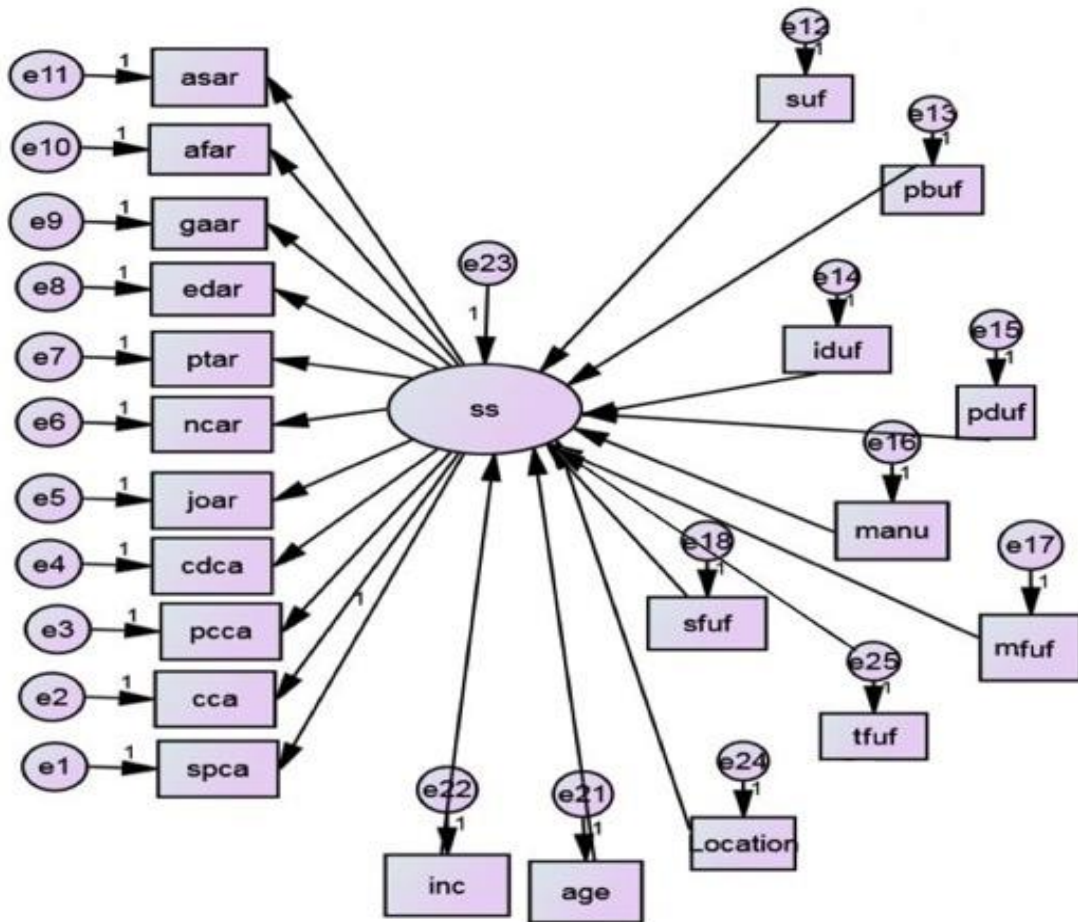 e11 1 asar
e10 1 afar
e9 1 gaar
e8 1 edar
e7 1 ptar
e6 1 ncar
e5 1 joar
e4 1 cdca
e3 1 pcca
e2 1 cca
e1 1 spca
1
e23
1
ss
e12
1
suf
e13
1
pbuf
e14
1
iduf
e15
1
pduf
e16
1
manu
e17
1
mfuf
e18
1
sfuf
e25
1
tfuf
e24
1
Location
e22
1
inc
e21
1
age